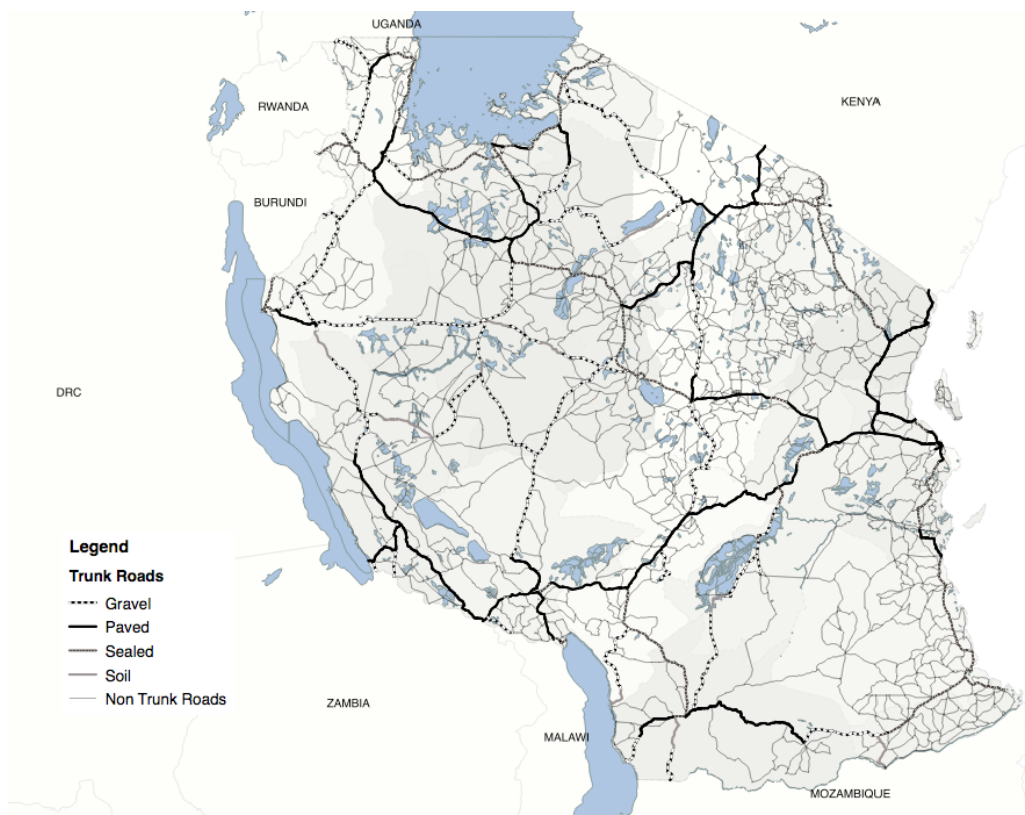 UGANDA
RWANDA
KENYA
BURUNDI
DRC
Legend
Trunk Roads
Gravel
Paved
Sealed
Soil
Non Trunk Roads
ZAMBIA
MALAWI
MOZAMBIQUE